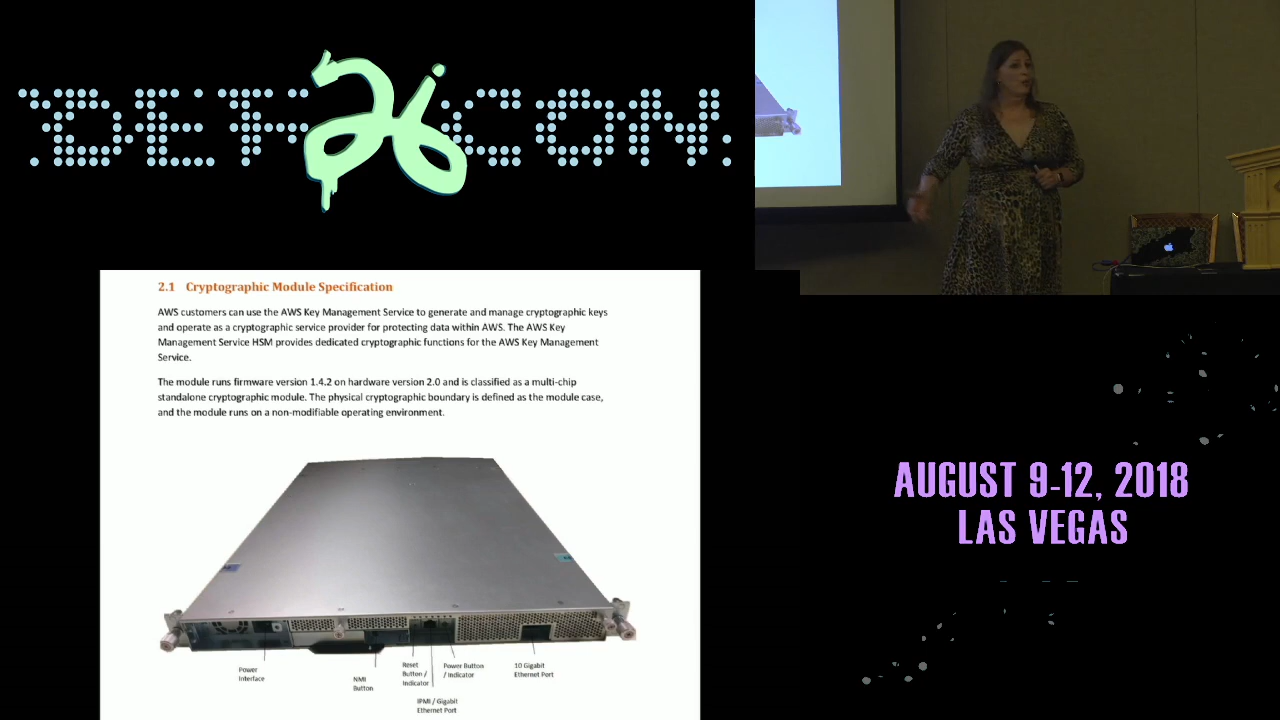 DEF 26 CON
2.1 Cryptographic Module Specification
AWS customers can use the AWS Key Management Service to generate and manage cryptographic keys
and operate as a cryptographic service provider for protecting data within AWS. The AWS Key
Management Service HSM provides dedicated cryptographic functions for the AWS Key Management
Service.
The module runs firmware version 1.4.2 on hardware version 2.0 and is classified as a multi-chip
standalone cryptographic module. The physical cryptographic boundary is defined as the module case,
and the module runs on a non-modifiable operating environment.
Power
Interface
NMI
Button
Reset
Button /
Indicator
IPMI / Gigabit
Ethernet Port
Power Button
/ Indicator
10 Gigabit
Ethernet Port
AUGUST 9-12, 2018
LAS VEGAS